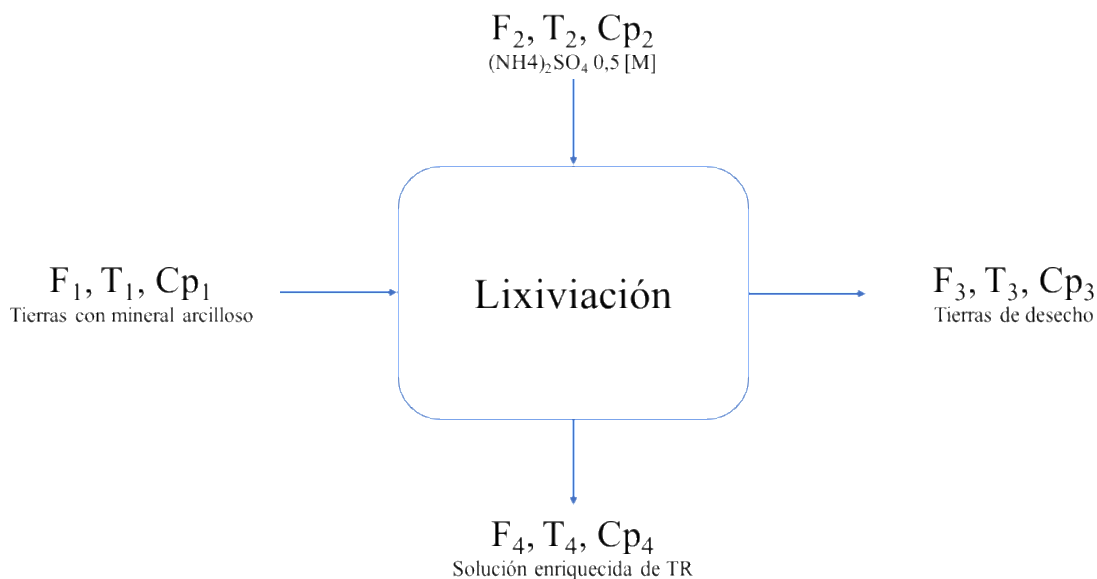 F₂, T₂, Cp₂
(NH4)₂SO₄ 0,5 [M]
F₁, T₁, Cp₁
Tierras con mineral arcilloso
Lixiviación
F₃, T₃, Cp₃
Tierras de desecho
F₄, T₄, Cp₄
Solución enriquecida de TR